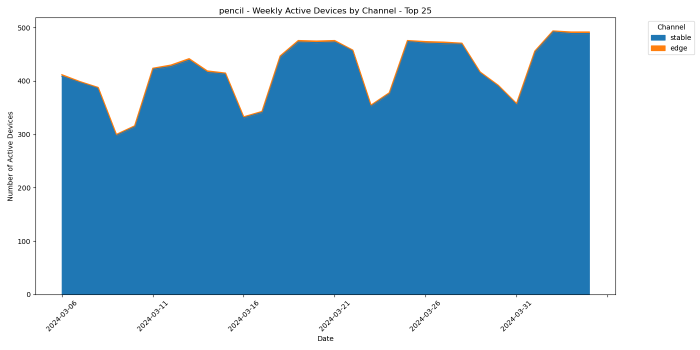 pencil - Weekly Active Devices by Channel - Top 25
Channel
stable
edge
Number of Active Devices
500
400
300
200
100
0
2024-03-06
2024-03-11
2024-03-16
2024-03-21
2024-03-26
2024-03-31
Date